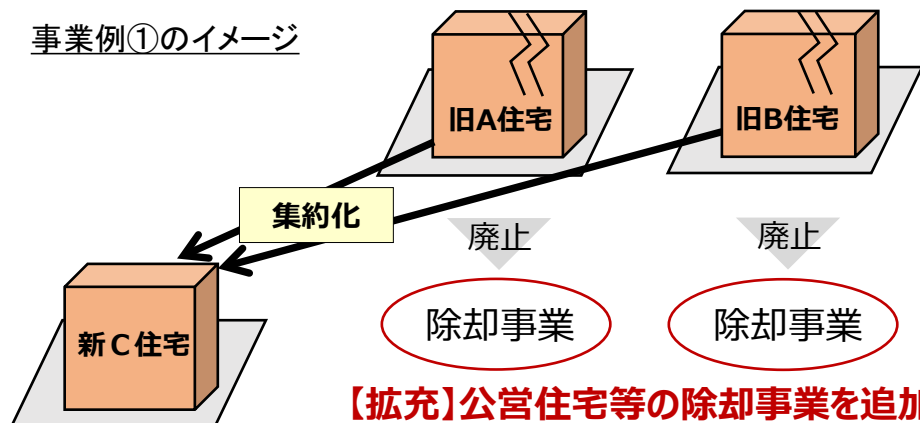 事業例①のイメージ
旧A住宅
旧B住宅
集約化
廃止
廃止
新C住宅
除却事業
除却事業
【拡充】公営住宅等の除却事業を追加